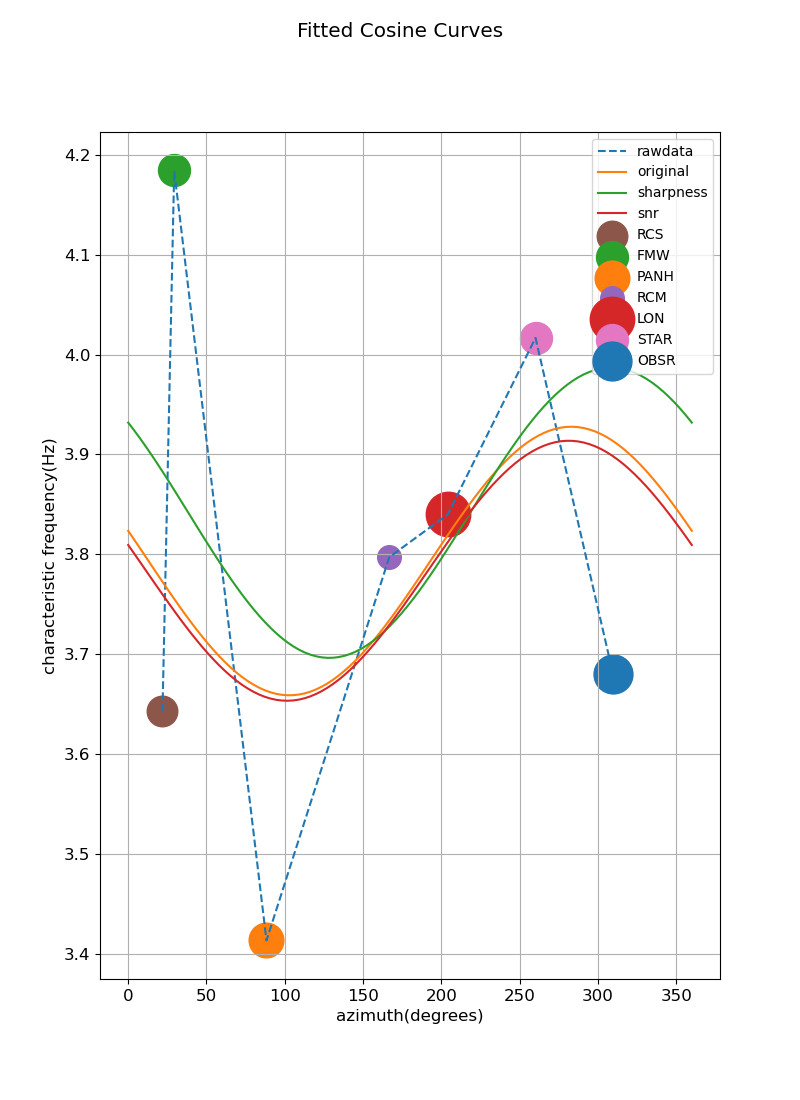 Fitted Cosine Curves
4.2
4.1
4.0
3.9
3.8
3.7
3.6
3.5
3.4
characteristic frequency(Hz)
rawdata
original
sharpness
snr
RCS
FMW
PANH
RCM
LON
STAR
OBSR
0 50 100 150 200 250 300 350
azimuth(degrees)